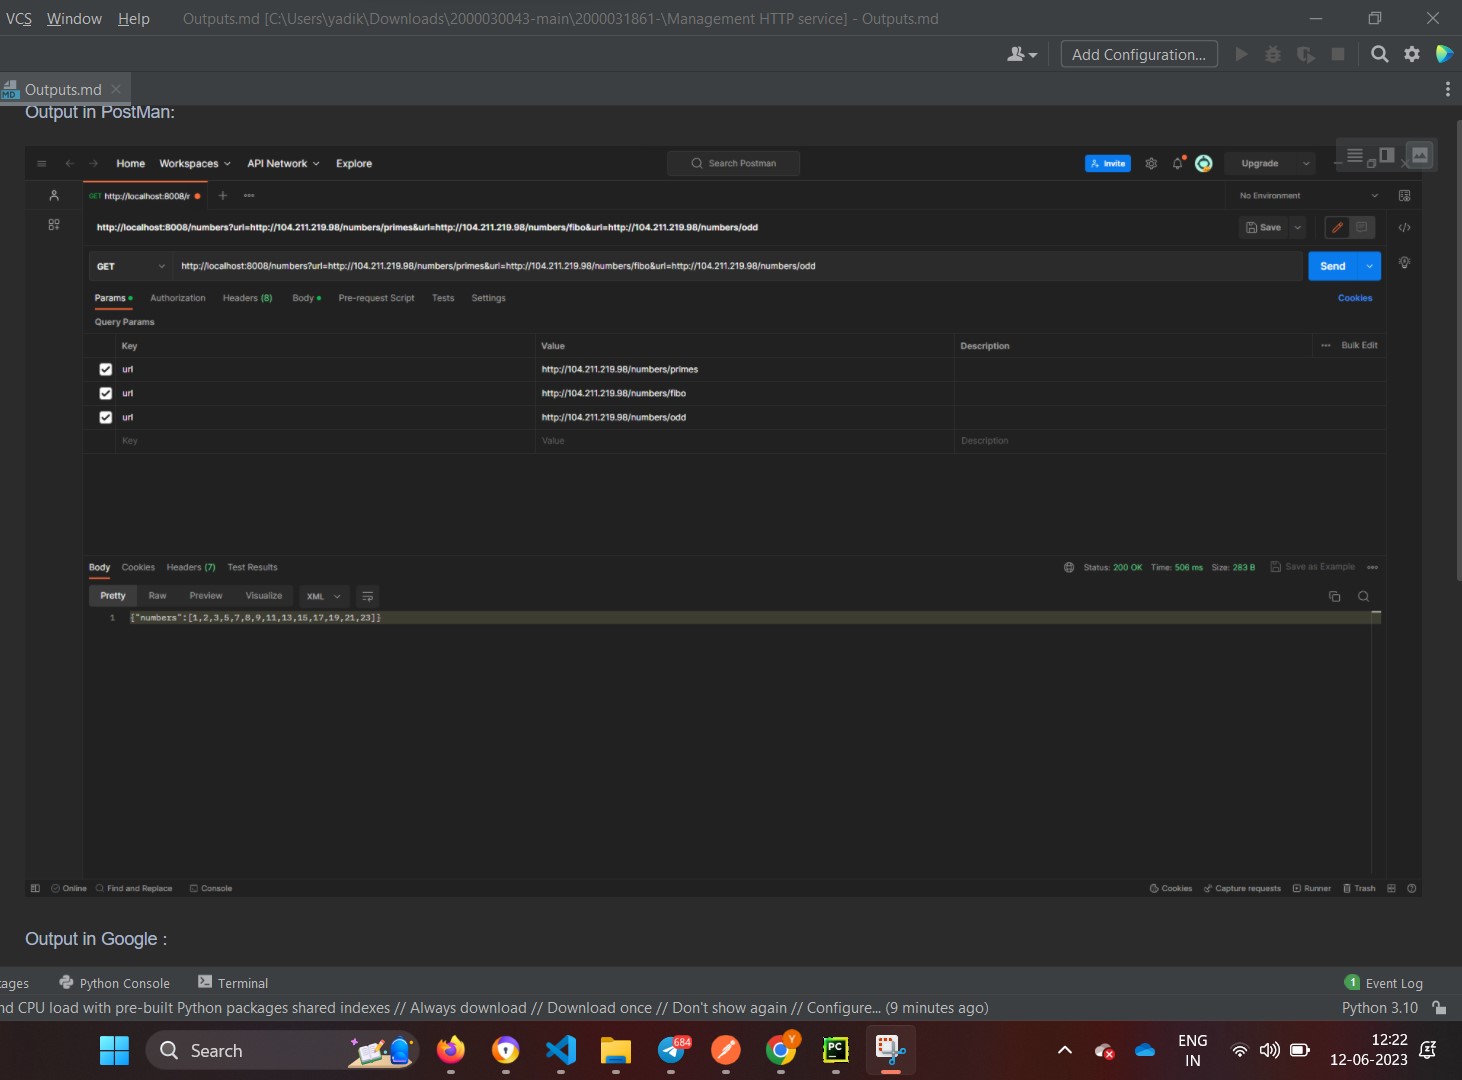 VCS Window Help Outputs.md [C:\Users\yadik\Downloads\2000030043-main\2000031861-\Management HTTP service] - Outputs.md
Add Configuration...
Outputs.md
Output in PostMan:
Home Workspaces API Network Explore Search Postman Invite Upgrade
GET http://localhost:8008/r No Environment
http://localhost:8008/numbers?url=http://104.211.219.98/numbers/primes&url=http://104.211.219.98/numbers/fibo&url=http://104.211.219.98/numbers/odd Save
GET http://localhost:8008/numbers?url=http://104.211.219.98/numbers/primes&url=http://104.211.219.98/numbers/fibo&url=http://104.211.219.98/numbers/odd Send
Params Authorization Headers (8) Body Pre-request Script Tests Settings Cookies
Query Params
Key Value Description Bulk Edit
url http://104.211.219.98/numbers/primes
url http://104.211.219.98/numbers/fibo
url http://104.211.219.98/numbers/odd
Key Value Description
Body Cookies Headers (7) Test Results Status: 200 OK Time: 506 ms Size: 283 B Save as Example
Pretty Raw Preview Visualize XML
1 {"numbers":[1,2,3,5,7,8,9,11,13,15,17,19,21,23]}
Online Find and Replace Console Cookies Capture requests Runner Trash
Output in Google :
ages Python Console Terminal 1 Event Log
nd CPU load with pre-built Python packages shared indexes // Always download // Download once // Don't show again // Configure... (9 minutes ago) Python 3.10
Search 684 Y PC ENG 12:22
IN 12-06-2023